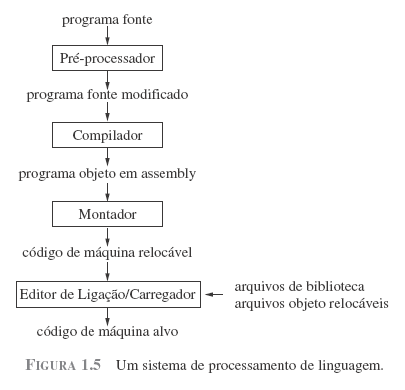 programa fonte
Pré-processador
programa fonte modificado
Compilador
programa objeto em assembly
Montador
código de máquina relocável
Editor de Ligação/Carregador
arquivos de biblioteca
arquivos objeto relocáveis
código de máquina alvo
FIGURA 1.5 Um sistema de processamento de linguagem.